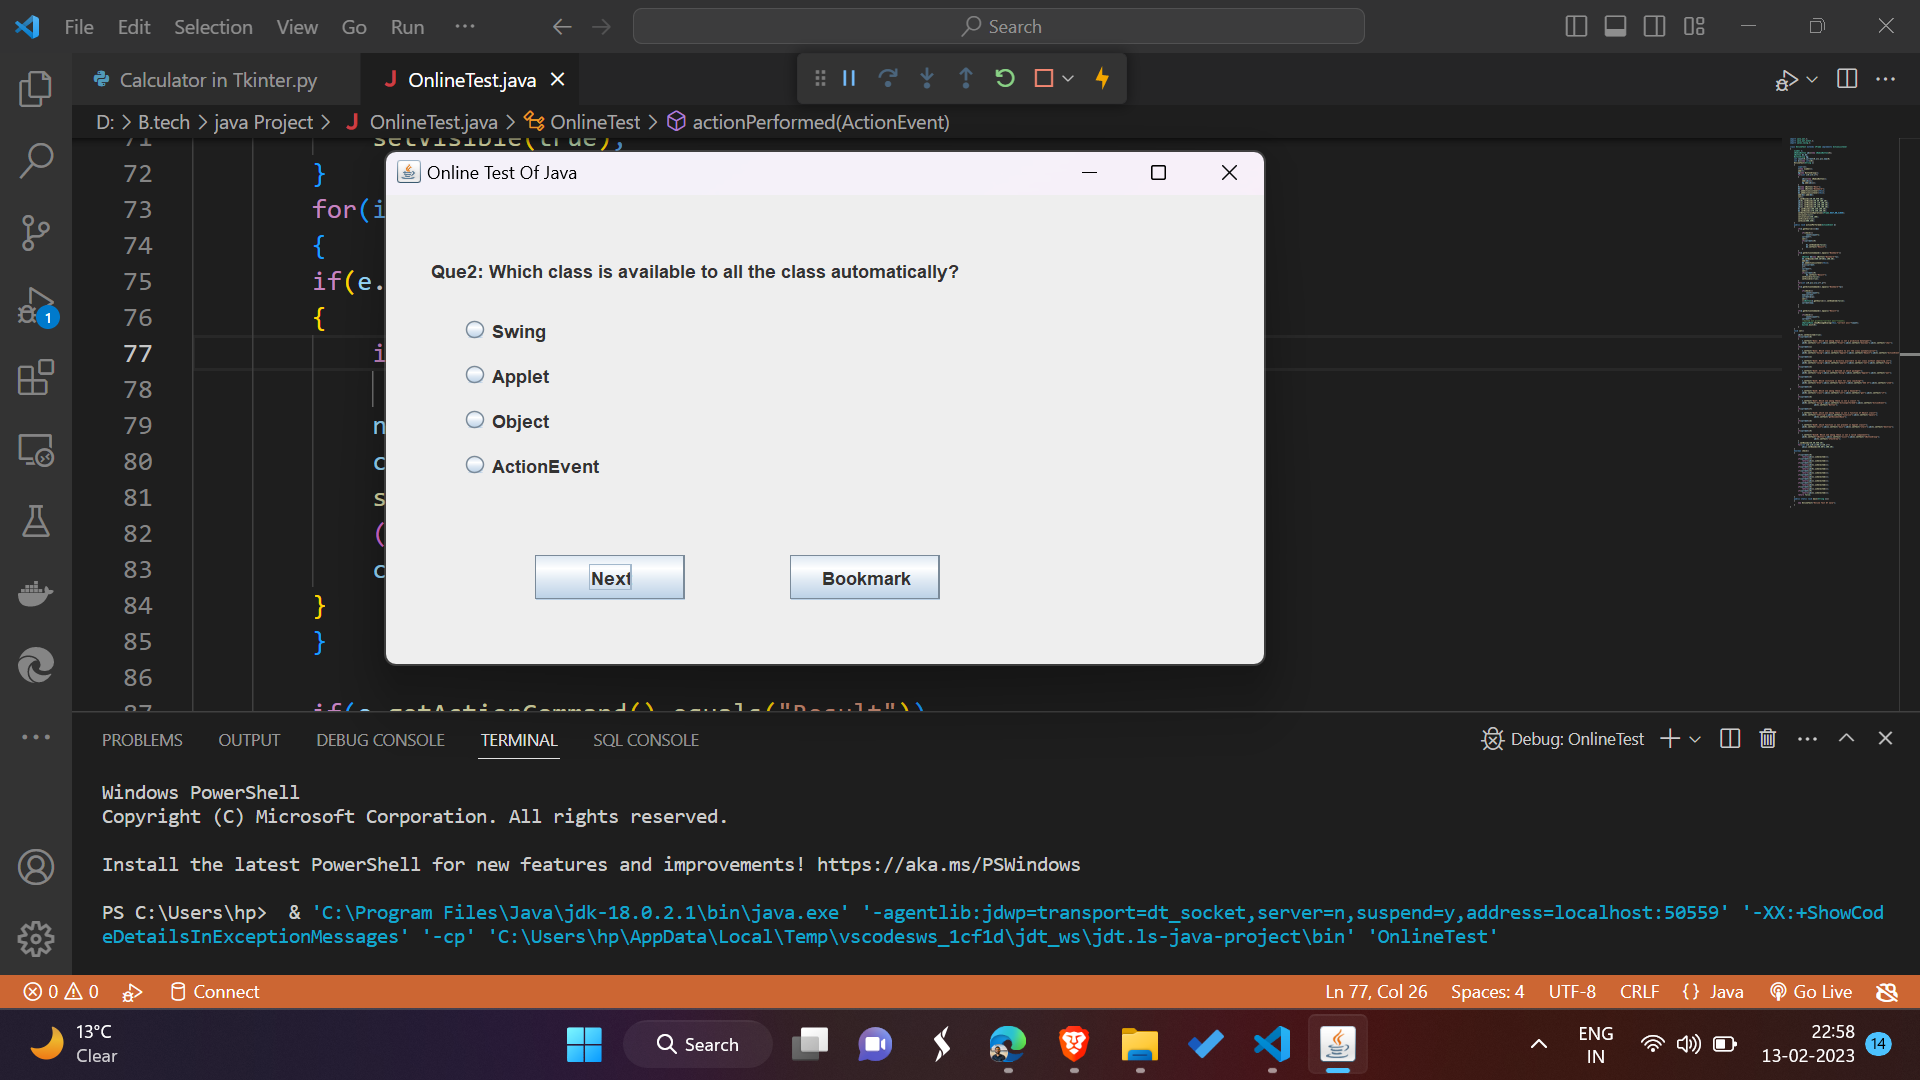 File Edit Selection View Go Run ··· Search
Calculator in Tkinter.py
J OnlineTest.java
D: > B.tech > java Project > J OnlineTest.java > OnlineTest > actionPerformed(ActionEvent)
71 setVisible(true);
72 }
73 for(i
74 {
75 if(e.
76 {
77 i
78
79 n
80 c
81 s
82 (
83 c
84 }
85 }
86
87 if(e.getActionCommand().equals("Result"))
Online Test Of Java
Que2: Which class is available to all the class automatically?
Swing
Applet
Object
ActionEvent
Next Bookmark
1
PROBLEMS OUTPUT DEBUG CONSOLE TERMINAL SQL CONSOLE
Debug: OnlineTest
Windows PowerShell
Copyright (C) Microsoft Corporation. All rights reserved.
Install the latest PowerShell for new features and improvements! https://aka.ms/PSWindows
PS C:\Users\hp>  & 'C:\Program Files\Java\jdk-18.0.2.1\bin\java.exe' '-agentlib:jdwp=transport=dt_socket,server=n,suspend=y,address=localhost:50559' '-XX:+ShowCod
eDetailsInExceptionMessages' '-cp' 'C:\Users\hp\AppData\Local\Temp\vscodesws_1cf1d\jdt_ws\jdt.ls-java-project\bin' 'OnlineTest'
0 0 Connect
Ln 77, Col 26 Spaces: 4 UTF-8 CRLF {} Java Go Live
13°C
Clear
Search
ENG
IN
22:58
13-02-2023
14